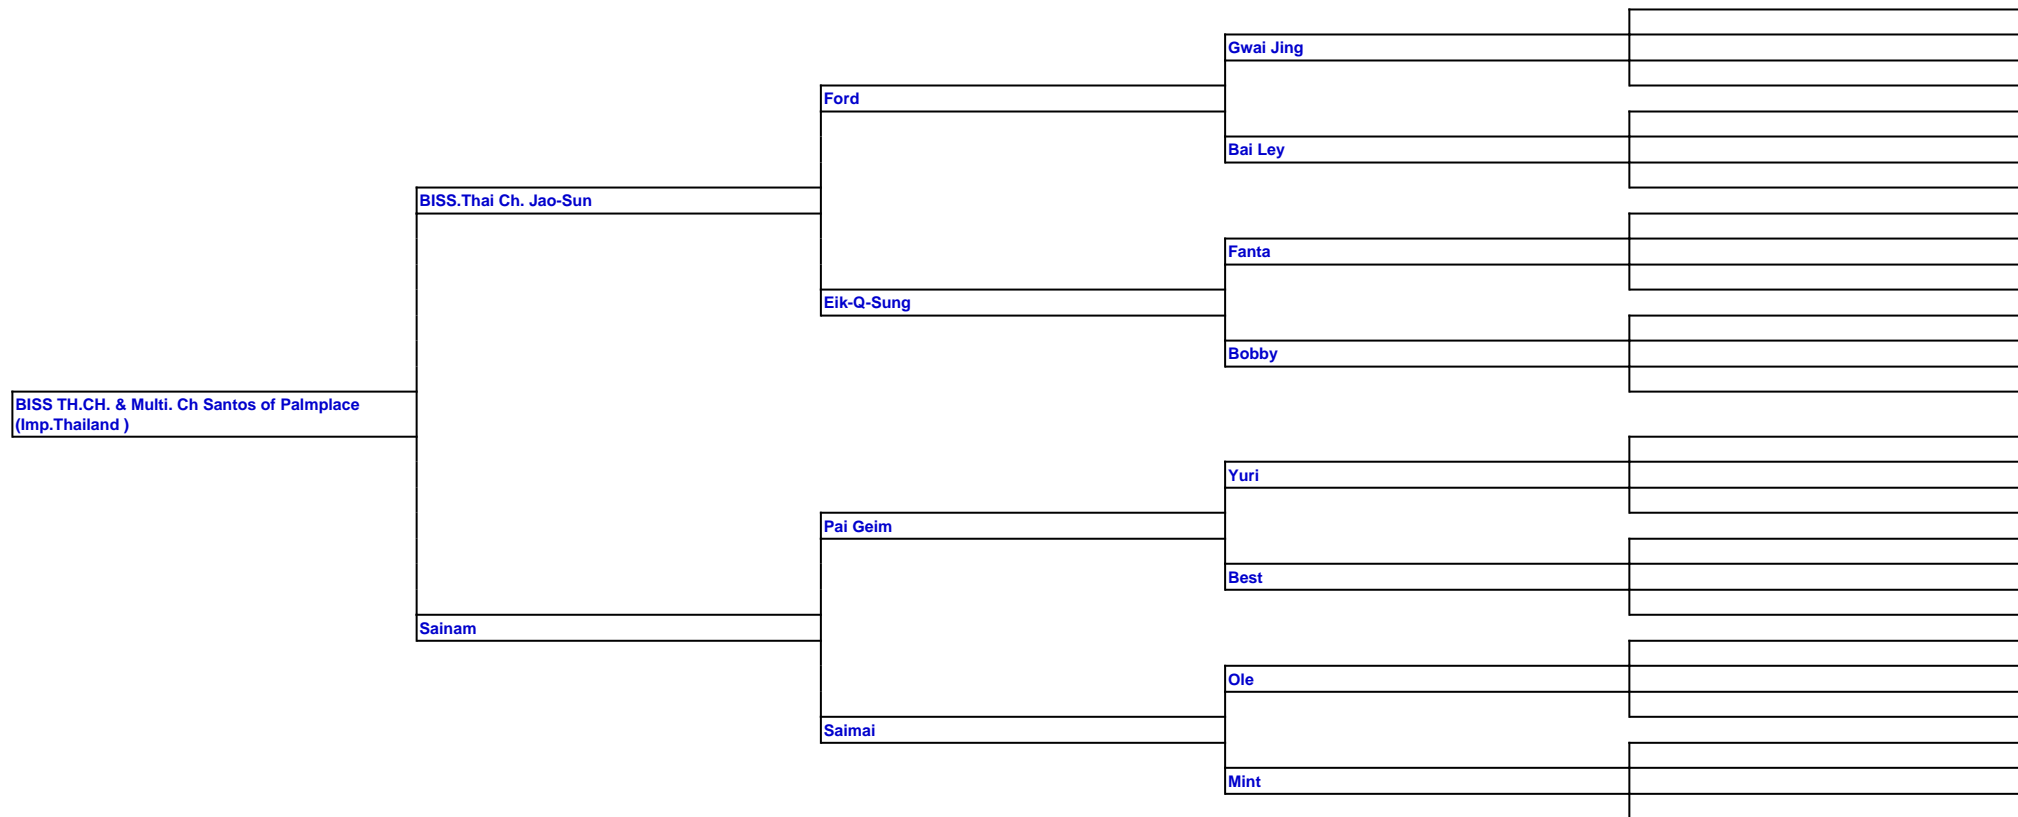 Gwai Jing
Ford
Bai Ley
BISS.Thai Ch. Jao-Sun
Fanta
Eik-Q-Sung
Bobby
BISS TH.CH. & Multi. Ch Santos of Palmplace
(Imp.Thailand )
Yuri
Pai Geim
Best
Sainam
Ole
Saimai
Mint